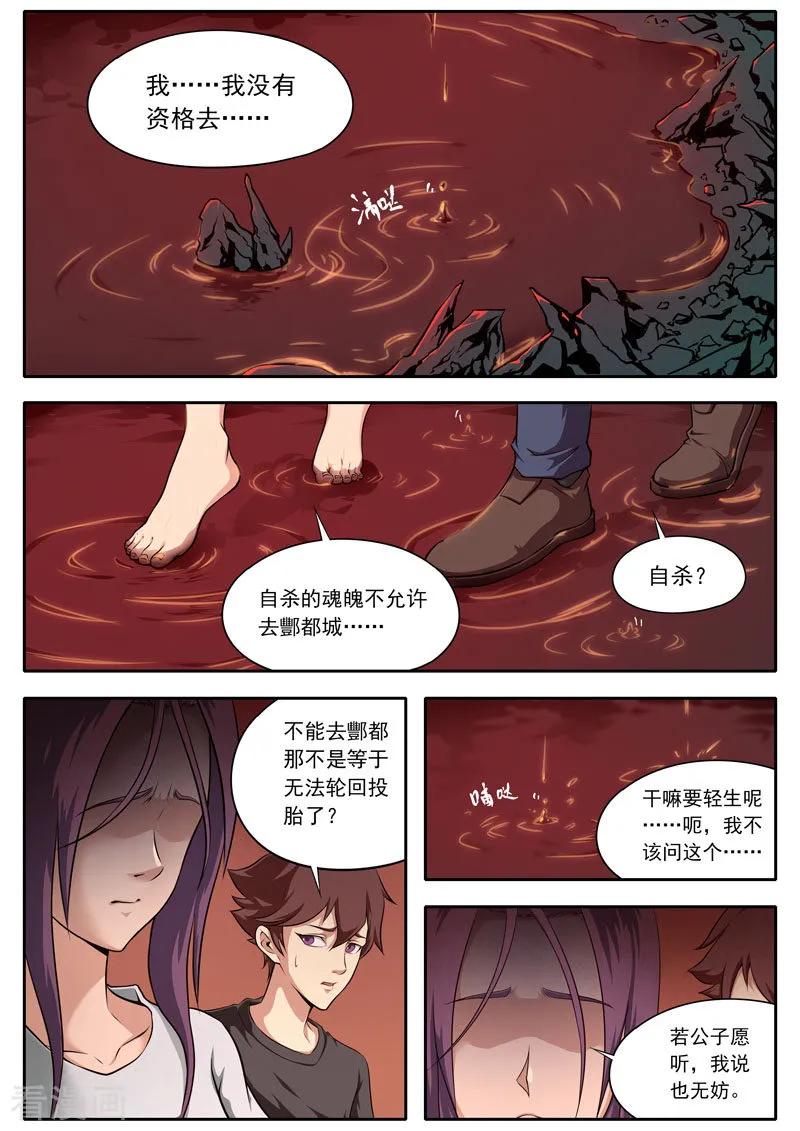 我……我没有
资格去……
滴哒
自杀的魂魄不允许
去酆都城……
自杀？
不能去酆都
那不是等于
无法轮回投
胎了？
嘀哒
干嘛要轻生呢
……呃，我不
该问这个……
若公子愿
听，我说
也无妨。
看漫画